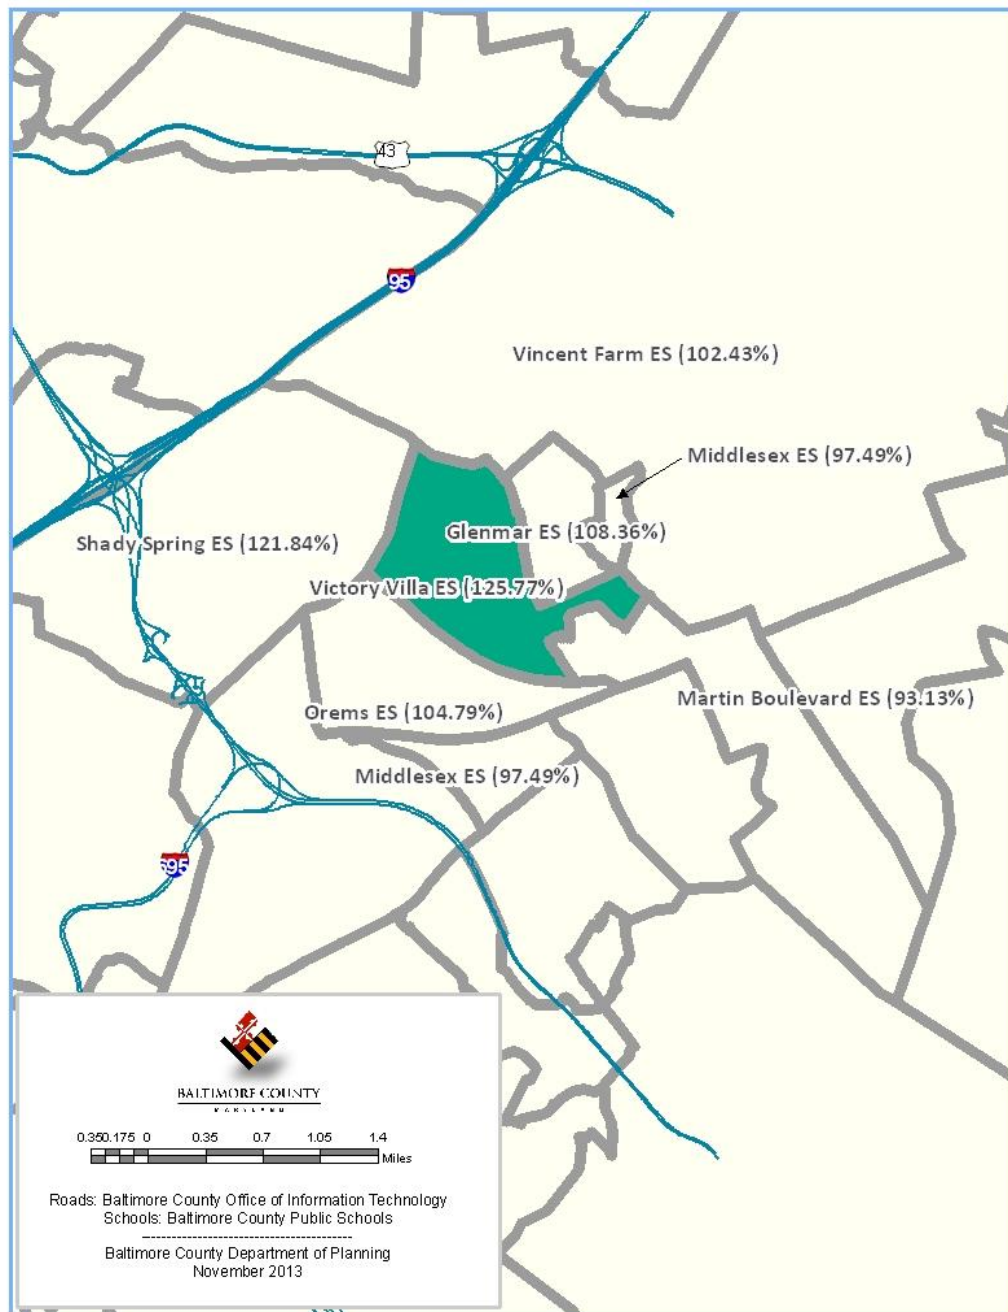 43
95
Vincent Farm ES (102.43%)
Middlesex ES (97.49%)
Glenmar ES (108.36%)
Shady Spring ES (121.84%)
Victory Villa ES (125.77%)
Martin Boulevard ES (93.13%)
Orems ES (104.79%)
Middlesex ES (97.49%)
695
BALTIMORE COUNTY
MARYLAND
0.35 0.175 0 0.35 0.7 1.05 1.4
Miles
Roads: Baltimore County Office of Information Technology
Schools: Baltimore County Public Schools
Baltimore County Department of Planning
November 2013